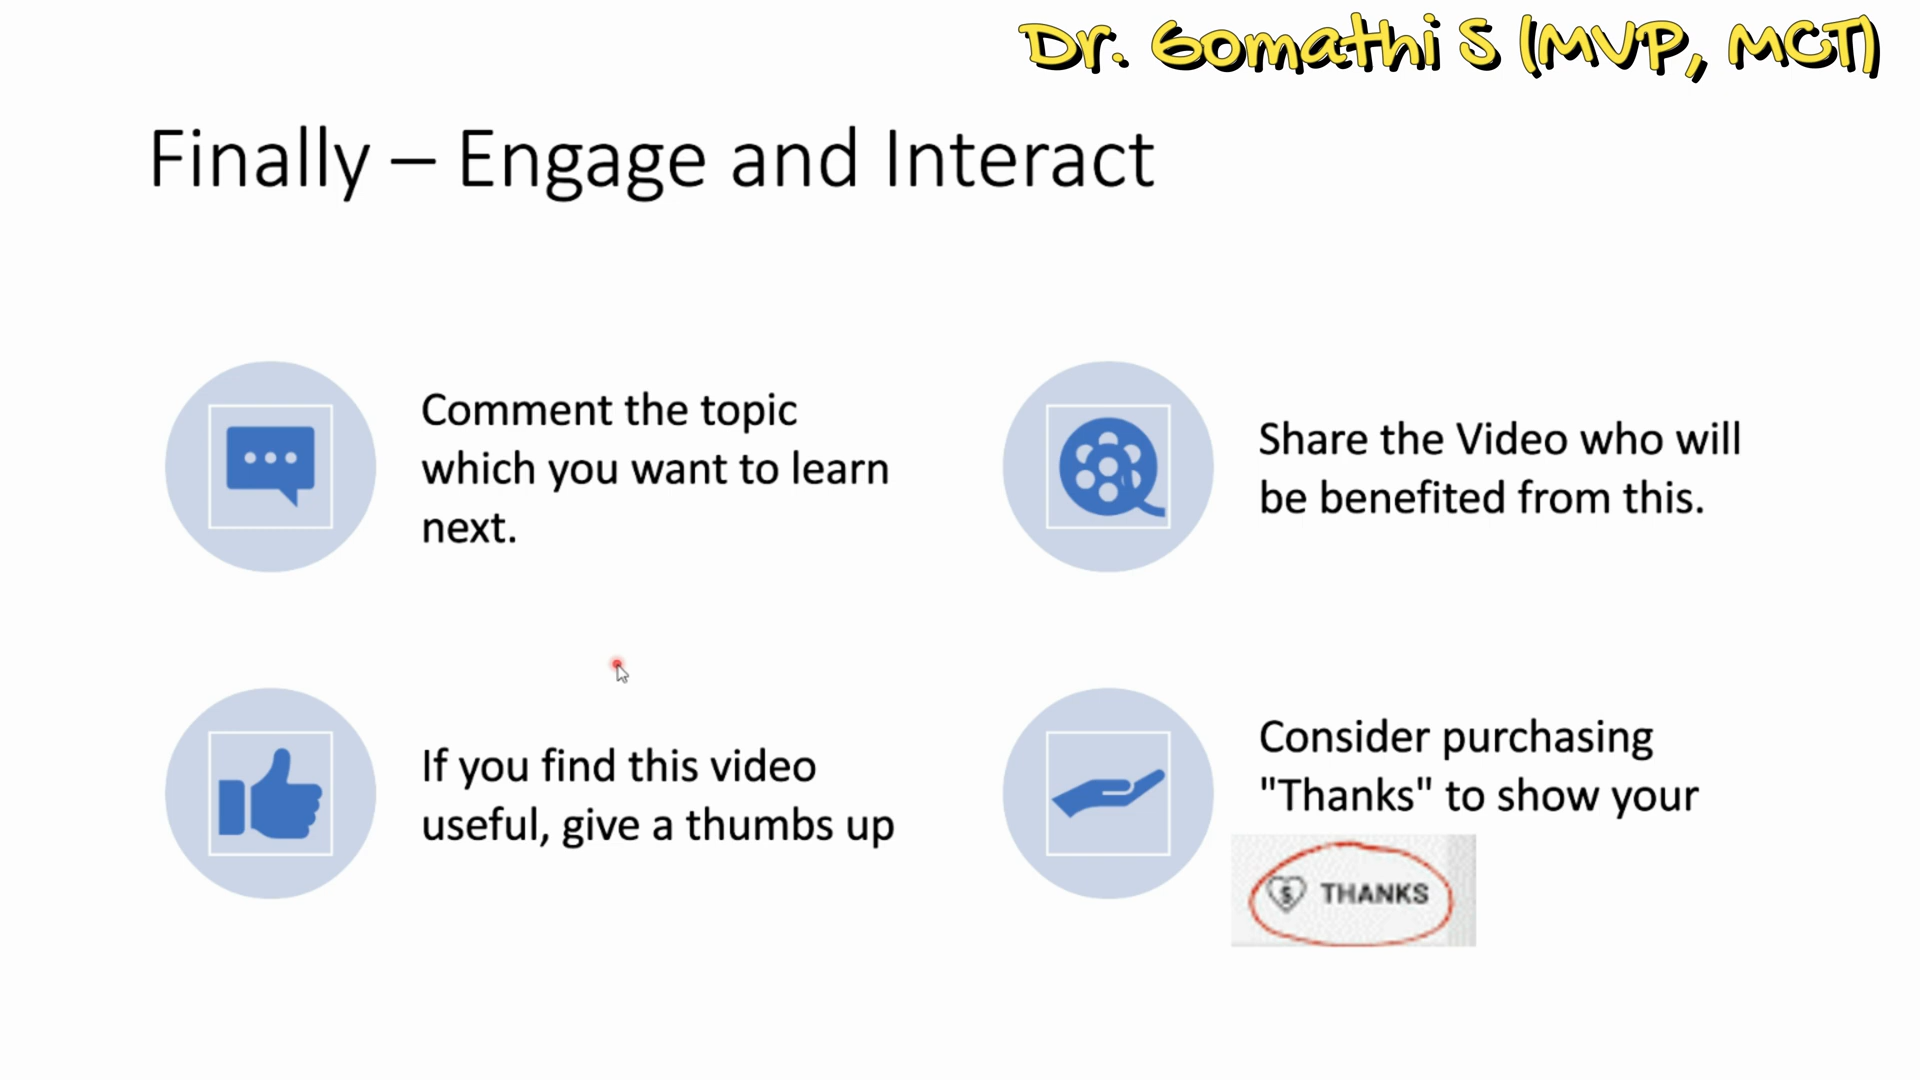 Dr. Gomathi S (MVP, MCT)
Finally – Engage and Interact
Comment the topic
which you want to learn
next.
Share the Video who will
be benefited from this.
If you find this video
useful, give a thumbs up
Consider purchasing
"Thanks" to show your
$ THANKS